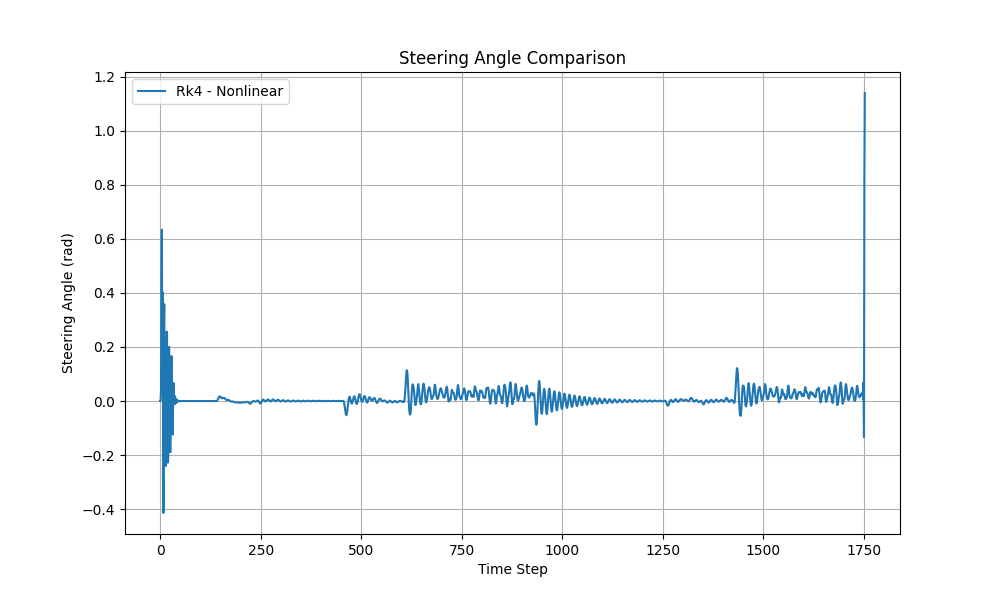 Steering Angle Comparison
Rk4 - Nonlinear
Steering Angle (rad)
1.2
1.0
0.8
0.6
0.4
0.2
0.0
−0.2
−0.4
0 250 500 750 1000 1250 1500 1750
Time Step